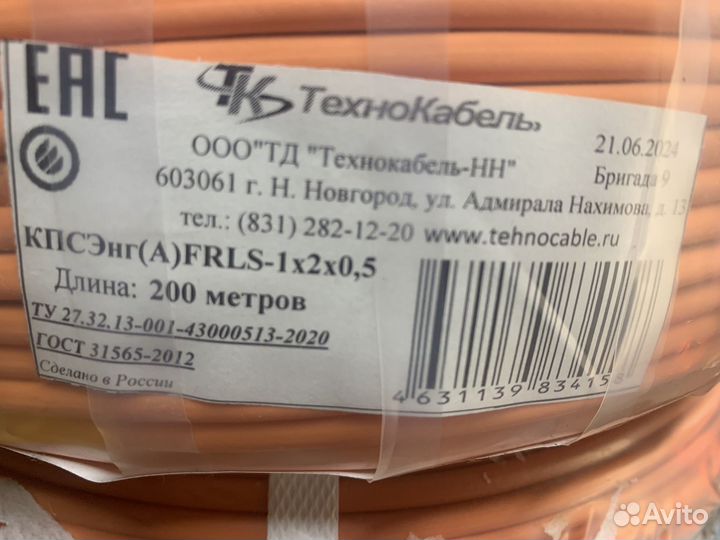 EAC
ТК ТехноКабель
21.06.2024
Бригада 9
ООО"ТД "Технокабель-НН"
603061 г. Н. Новгород, ул. Адмирала Нахимова, д. 13
тел.: (831) 282-12-20 www.tehnocable.ru
КПСЭнг(А)FRLS-1x2x0,5
Длина: 200 метров
ТУ 27.32.13-001-43000513-2020
ГОСТ 31565-2012
Сделано в России
4631139834158
Avito